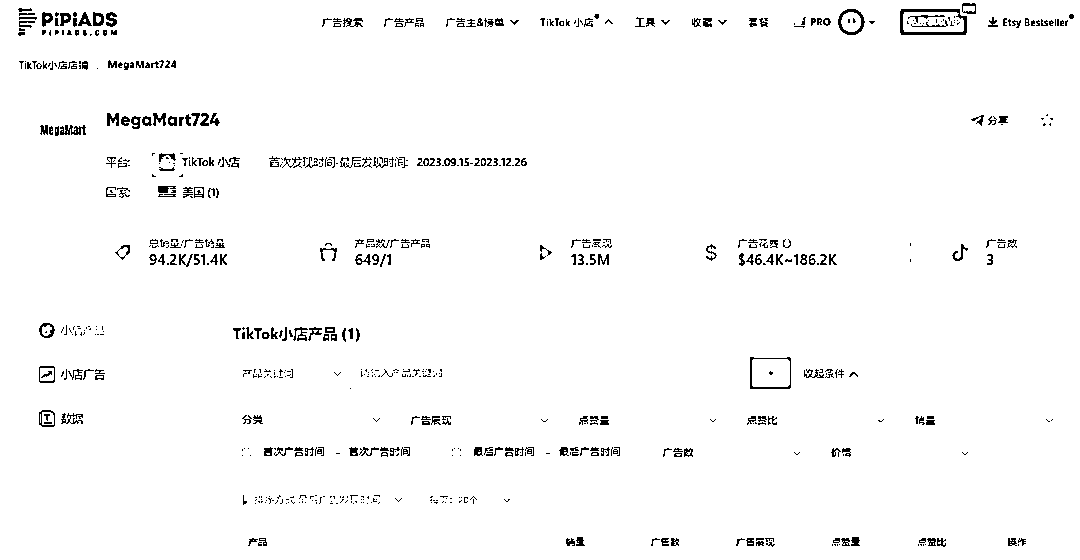 PiPiADS
PIPIADS.COM
广告搜索 广告产品 广告主&榜单 TikTok 小店 工具 收藏 套餐 PRO Etsy Bestseller
TikTok小店店铺 MegaMart724
MegaMart
MegaMart724
分享
平台: TikTok 小店 首次发现时间-最后发现时间: 2023.09.15-2023.12.26
国家: 美国 (1)
总销量/广告销量 产品数/广告产品 广告展现 广告花费 广告数
94.2K/51.4K 649/1 13.5M $46.4K~186.2K 3
小店产品
TikTok小店产品 (1)
小店广告
产品关键词 请输入产品关键词 收起条件
数据
分类 广告展现 点赞量 点赞比 销量
首次广告时间 - 首次广告时间 最后广告时间 - 最后广告时间 广告数 价格
排序方式:最后广告发现时间 每页: 20个
产品 销量 广告数 广告展现 点赞量 点赞比 操作